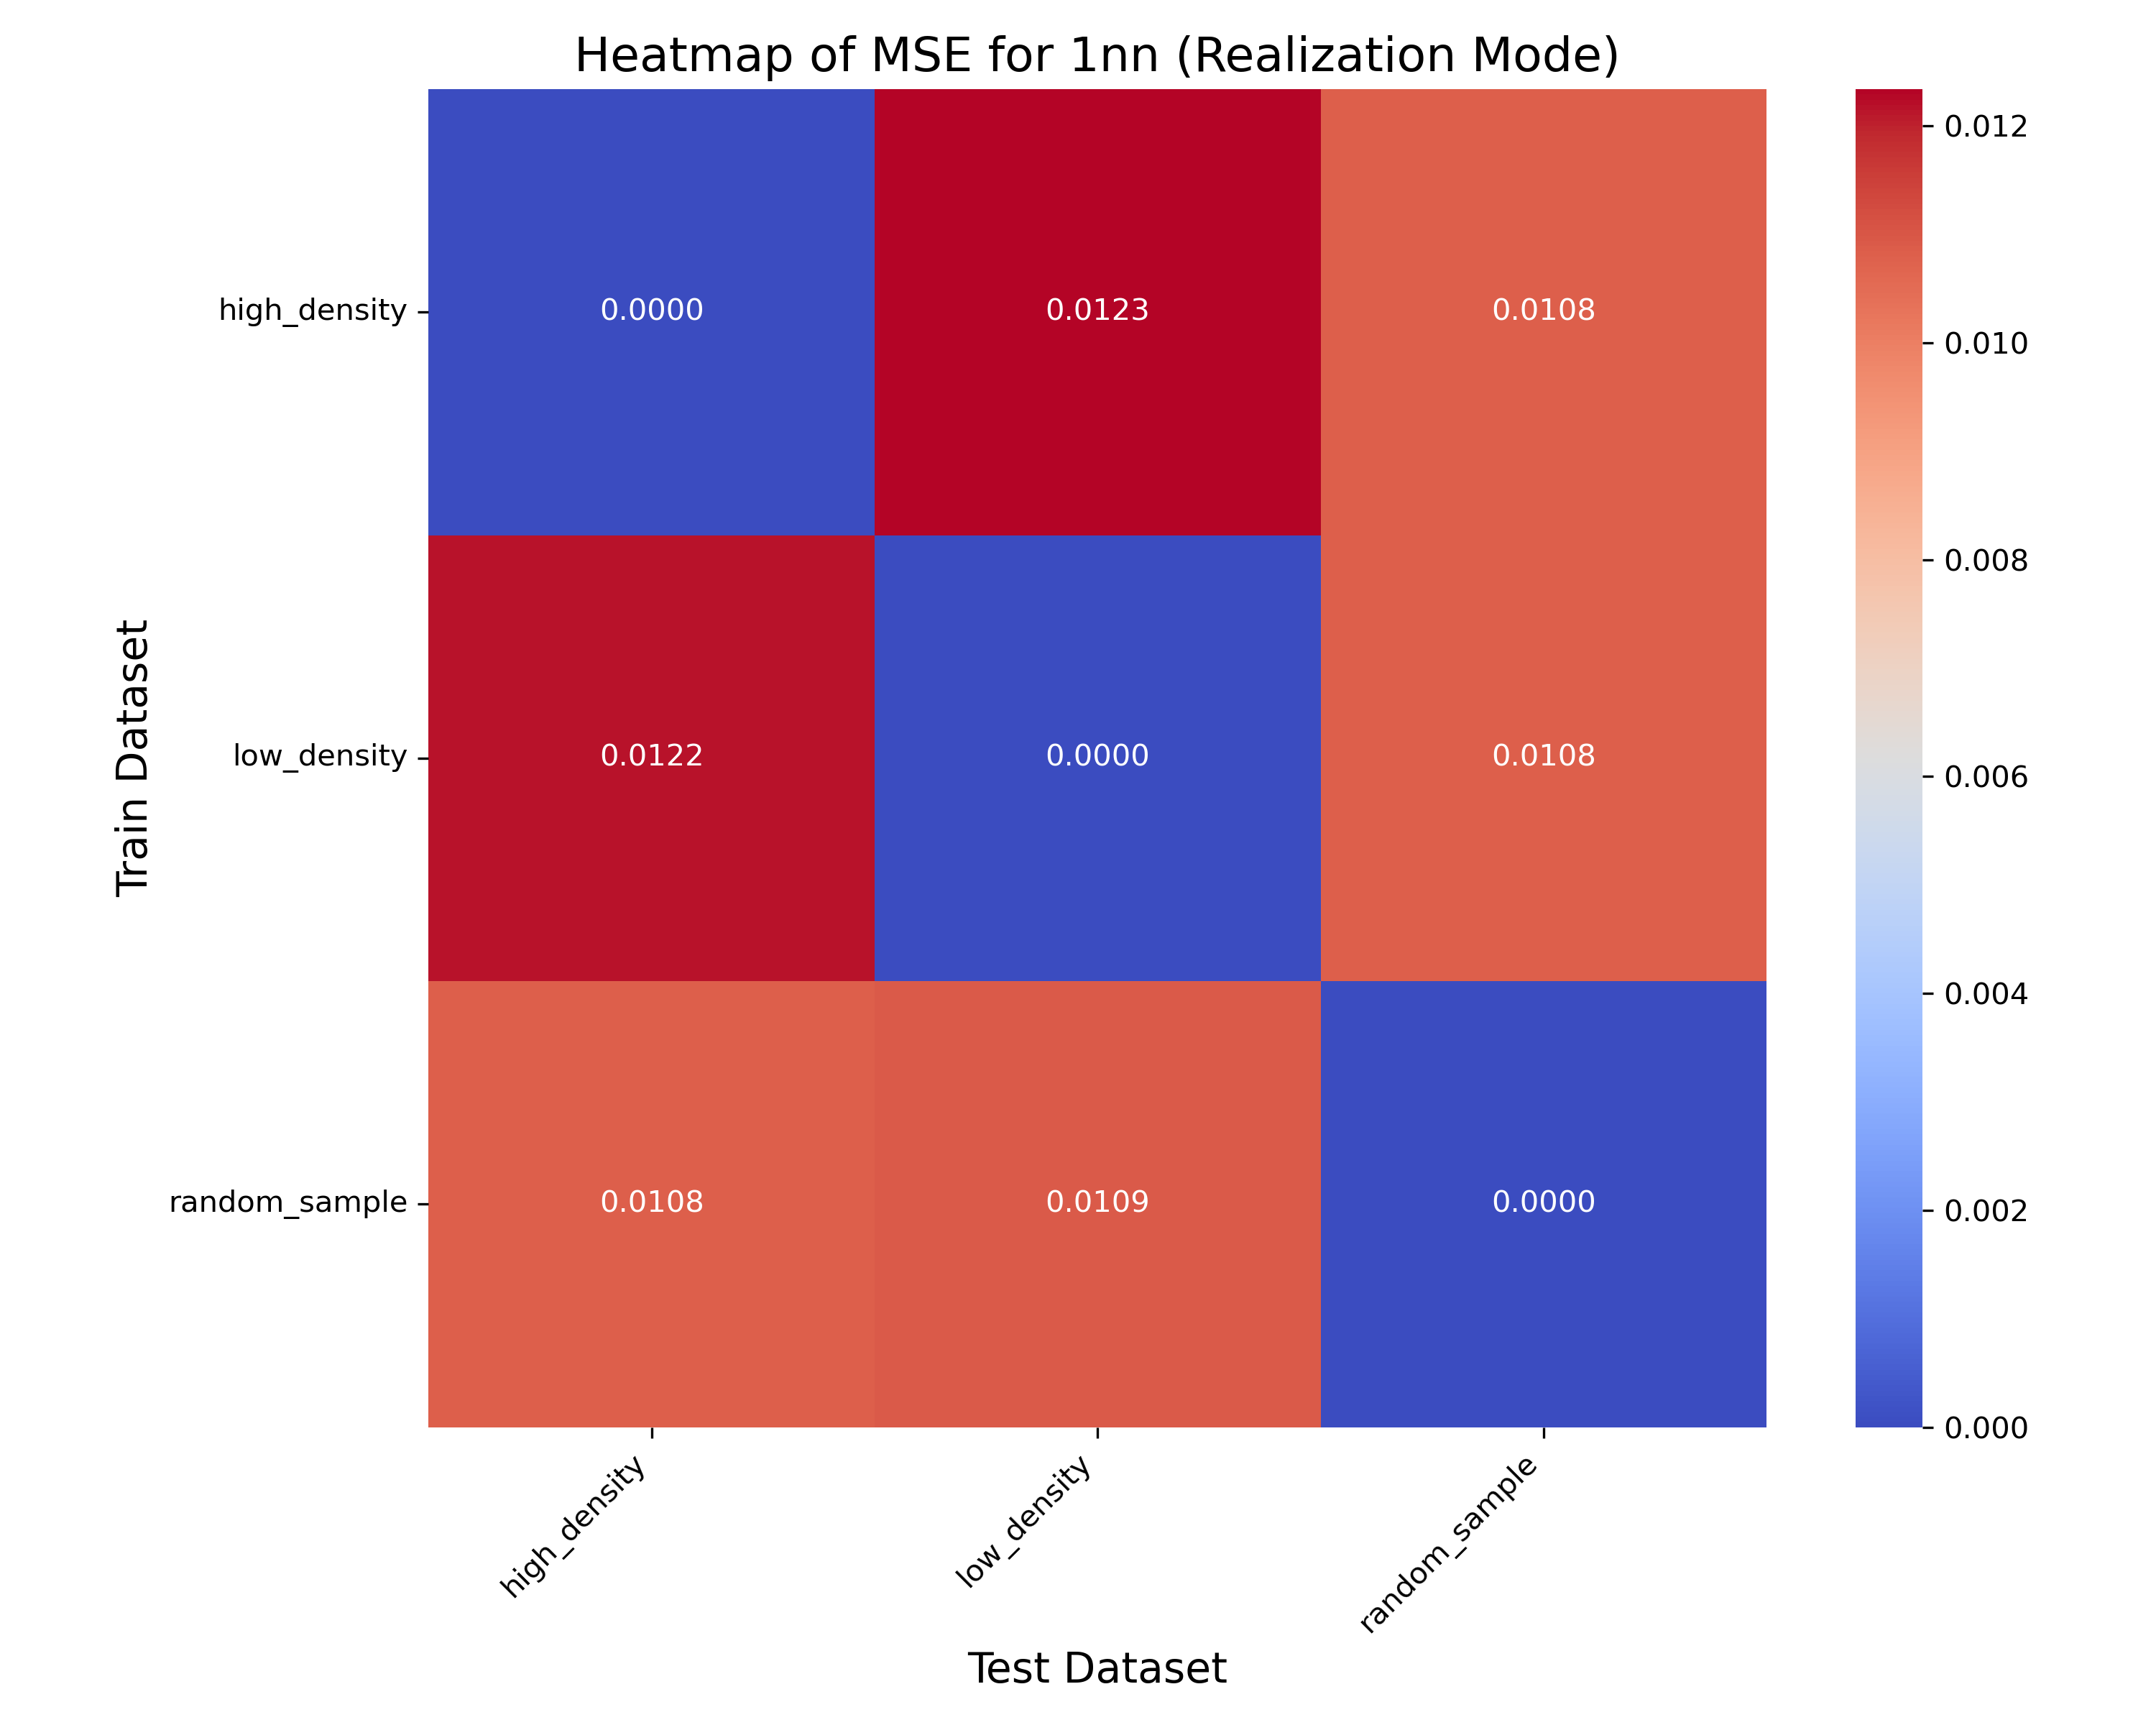 Heatmap of MSE for 1nn (Realization Mode)
Train Dataset
high_density
0.0000
0.0123
0.0108
low_density
0.0122
0.0000
0.0108
random_sample
0.0108
0.0109
0.0000
high_density
low_density
random_sample
Test Dataset
0.012
0.010
0.008
0.006
0.004
0.002
0.000